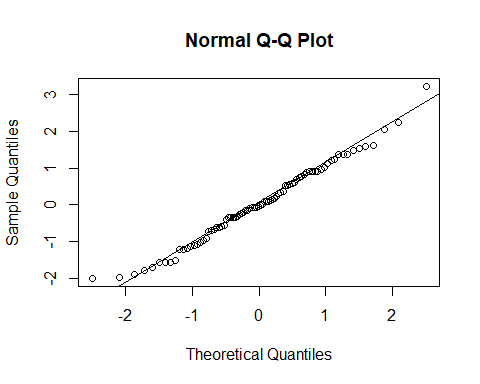 Normal Q-Q Plot
Sample Quantiles
3
2
1
0
-1
-2
-2 -1 0 1 2
Theoretical Quantiles